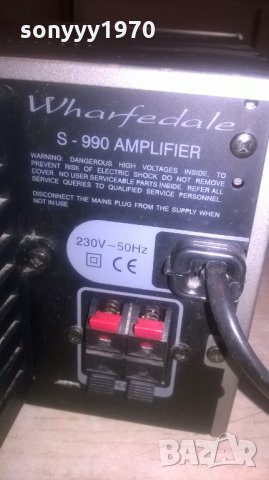 sonyyy1970
Wharfedale
S - 990 AMPLIFIER
WARNING: DANGEROUS HIGH VOLTAGES INSIDE, TO
PREVENT RISK OF ELECTRIC SHOCK DO NOT REMOVE
COVER. NO USER SERVICEABLE PARTS INSIDE. REFER ALL
SERVICE QUERIES TO QUALIFIED SERVICE PERSONNEL.
DISCONNECT THE MAINS PLUG FROM THE SUPPLY WHEN
NOT IN USE
230V~50Hz
CE
BAZAR